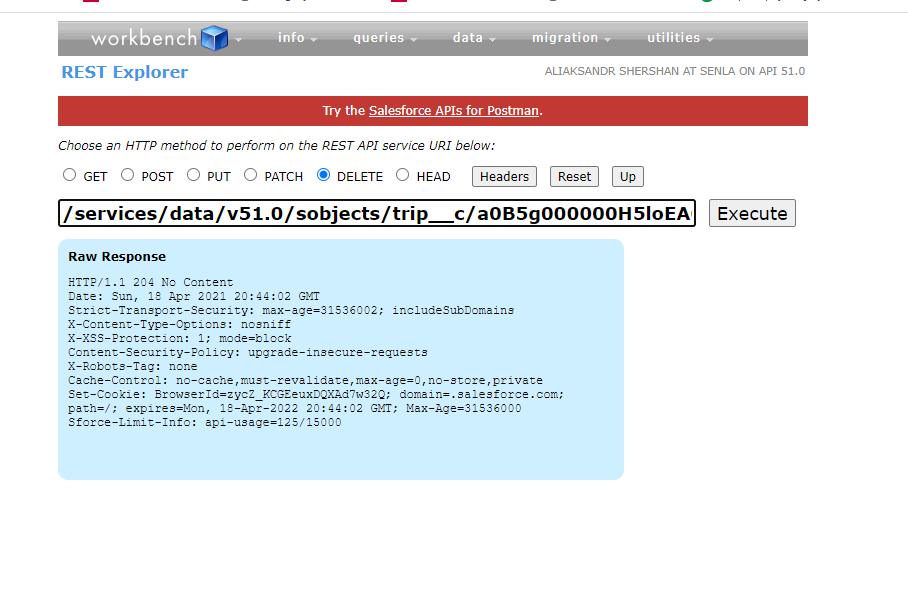 workbench info queries data migration utilities
REST Explorer ALIAKSANDR SHERSHAN AT SENLA ON API 51.0
Try the Salesforce APIs for Postman.
Choose an HTTP method to perform on the REST API service URI below:
GET POST PUT PATCH DELETE HEAD Headers Reset Up
/services/data/v51.0/sobjects/trip__c/a0B5g000000H5loEA Execute
Raw Response
HTTP/1.1 204 No Content
Date: Sun, 18 Apr 2021 20:44:02 GMT
Strict-Transport-Security: max-age=31536002; includeSubDomains
X-Content-Type-Options: nosniff
X-XSS-Protection: 1; mode=block
Content-Security-Policy: upgrade-insecure-requests
X-Robots-Tag: none
Cache-Control: no-cache,must-revalidate,max-age=0,no-store,private
Set-Cookie: BrowserId=zycZ_KCGEeuxDQXAd7w32Q; domain=.salesforce.com;
path=/; expires=Mon, 18-Apr-2022 20:44:02 GMT; Max-Age=31536000
Sforce-Limit-Info: api-usage=125/15000